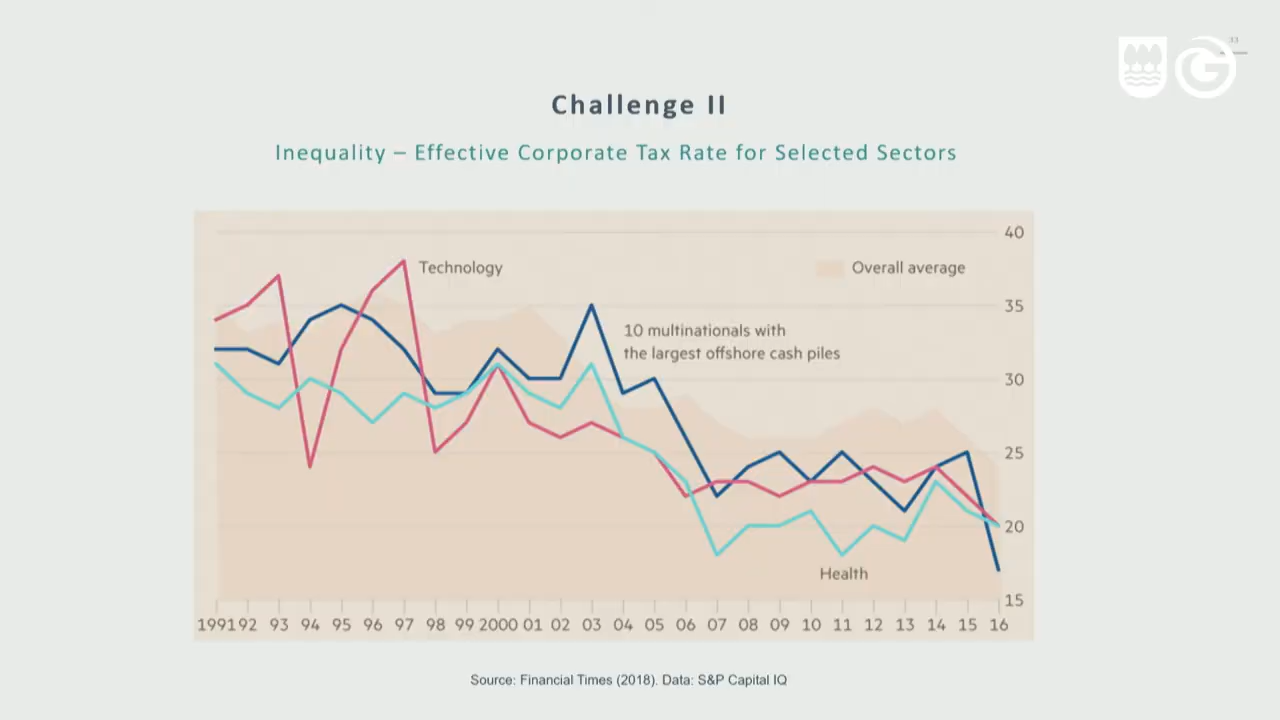 33
Challenge II
Inequality – Effective Corporate Tax Rate for Selected Sectors
40
Technology
Overall average
35
10 multinationals with
the largest offshore cash piles
30
25
20
Health
15
1991 92 93 94 95 96 97 98 99 2000 01 02 03 04 05 06 07 08 09 10 11 12 13 14 15 16
Source: Financial Times (2018). Data: S&P Capital IQ